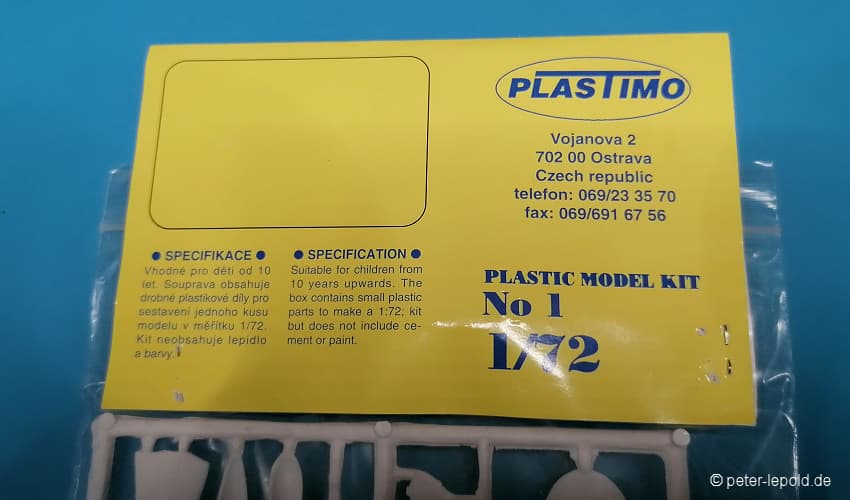 PLASTIMO
Vojanova 2
702 00 Ostrava
Czech republic
telefon: 069/23 35 70
fax: 069/691 67 56
● SPECIFIKACE ●
Vhodné pro děti od 10
let. Souprava obsahuje
drobné plastikové díly pro
sestavení jednoho kusu
modelu v měřítku 1/72.
Kit neobsahuje lepidlo
a barvy.
● SPECIFICATION ●
Suitable for children from
10 years upwards. The
box contains small plastic
parts to make a 1:72; kit
but does not include ce-
ment or paint.
PLASTIC MODEL KIT
No 1
1/72
© peter-lepold.de